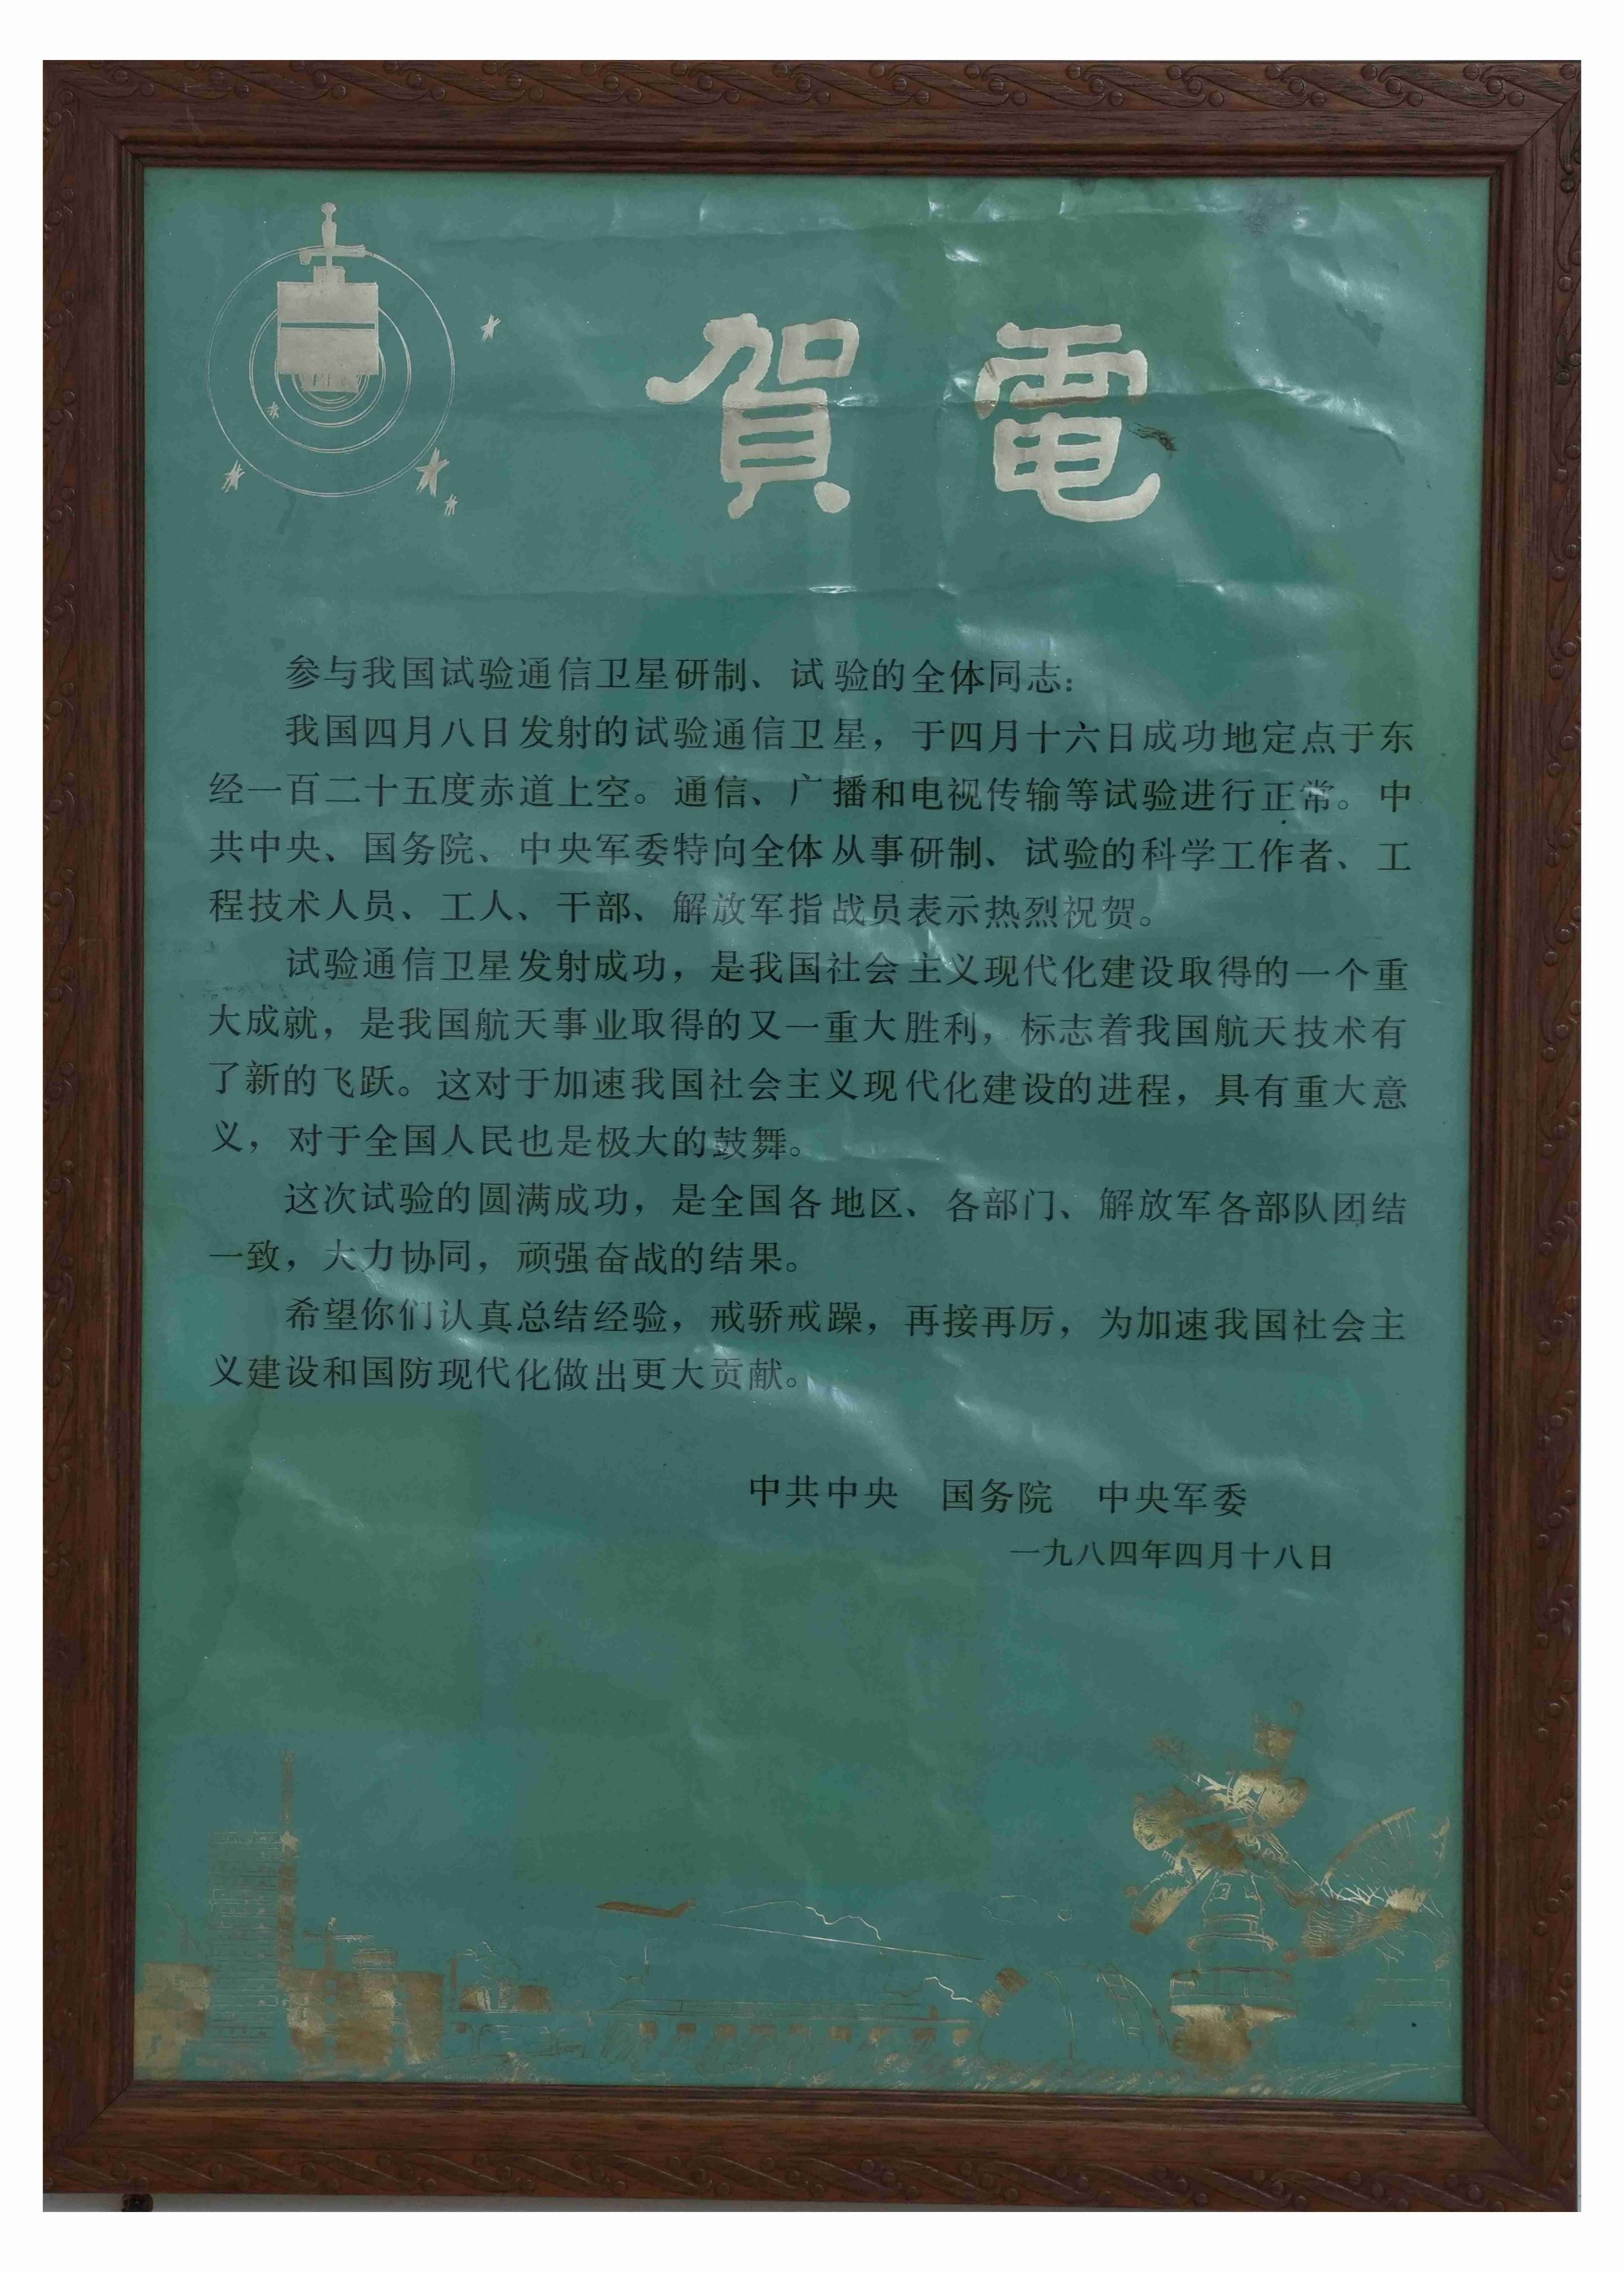 賀電
参与我国试验通信卫星研制、试验的全体同志：
我国四月八日发射的试验通信卫星，于四月十六日成功地定点于东
经一百二十五度赤道上空。通信、广播和电视传输等试验进行正常。中
共中央、国务院、中央军委特向全体从事研制、试验的科学工作者、工
程技术人员、工人、干部、解放军指战员表示热烈祝贺。
试验通信卫星发射成功，是我国社会主义现代化建设取得的一个重
大成就，是我国航天事业取得的又一重大胜利，标志着我国航天技术有
了新的飞跃。这对于加速我国社会主义现代化建设的进程，具有重大意
义，对于全国人民也是极大的鼓舞。
这次试验的圆满成功，是全国各地区、各部门、解放军各部队团结
一致，大力协同，顽强奋战的结果。
希望你们认真总结经验，戒骄戒躁，再接再厉，为加速我国社会主
义建设和国防现代化做出更大贡献。
中共中央 国务院 中央军委
一九八四年四月十八日